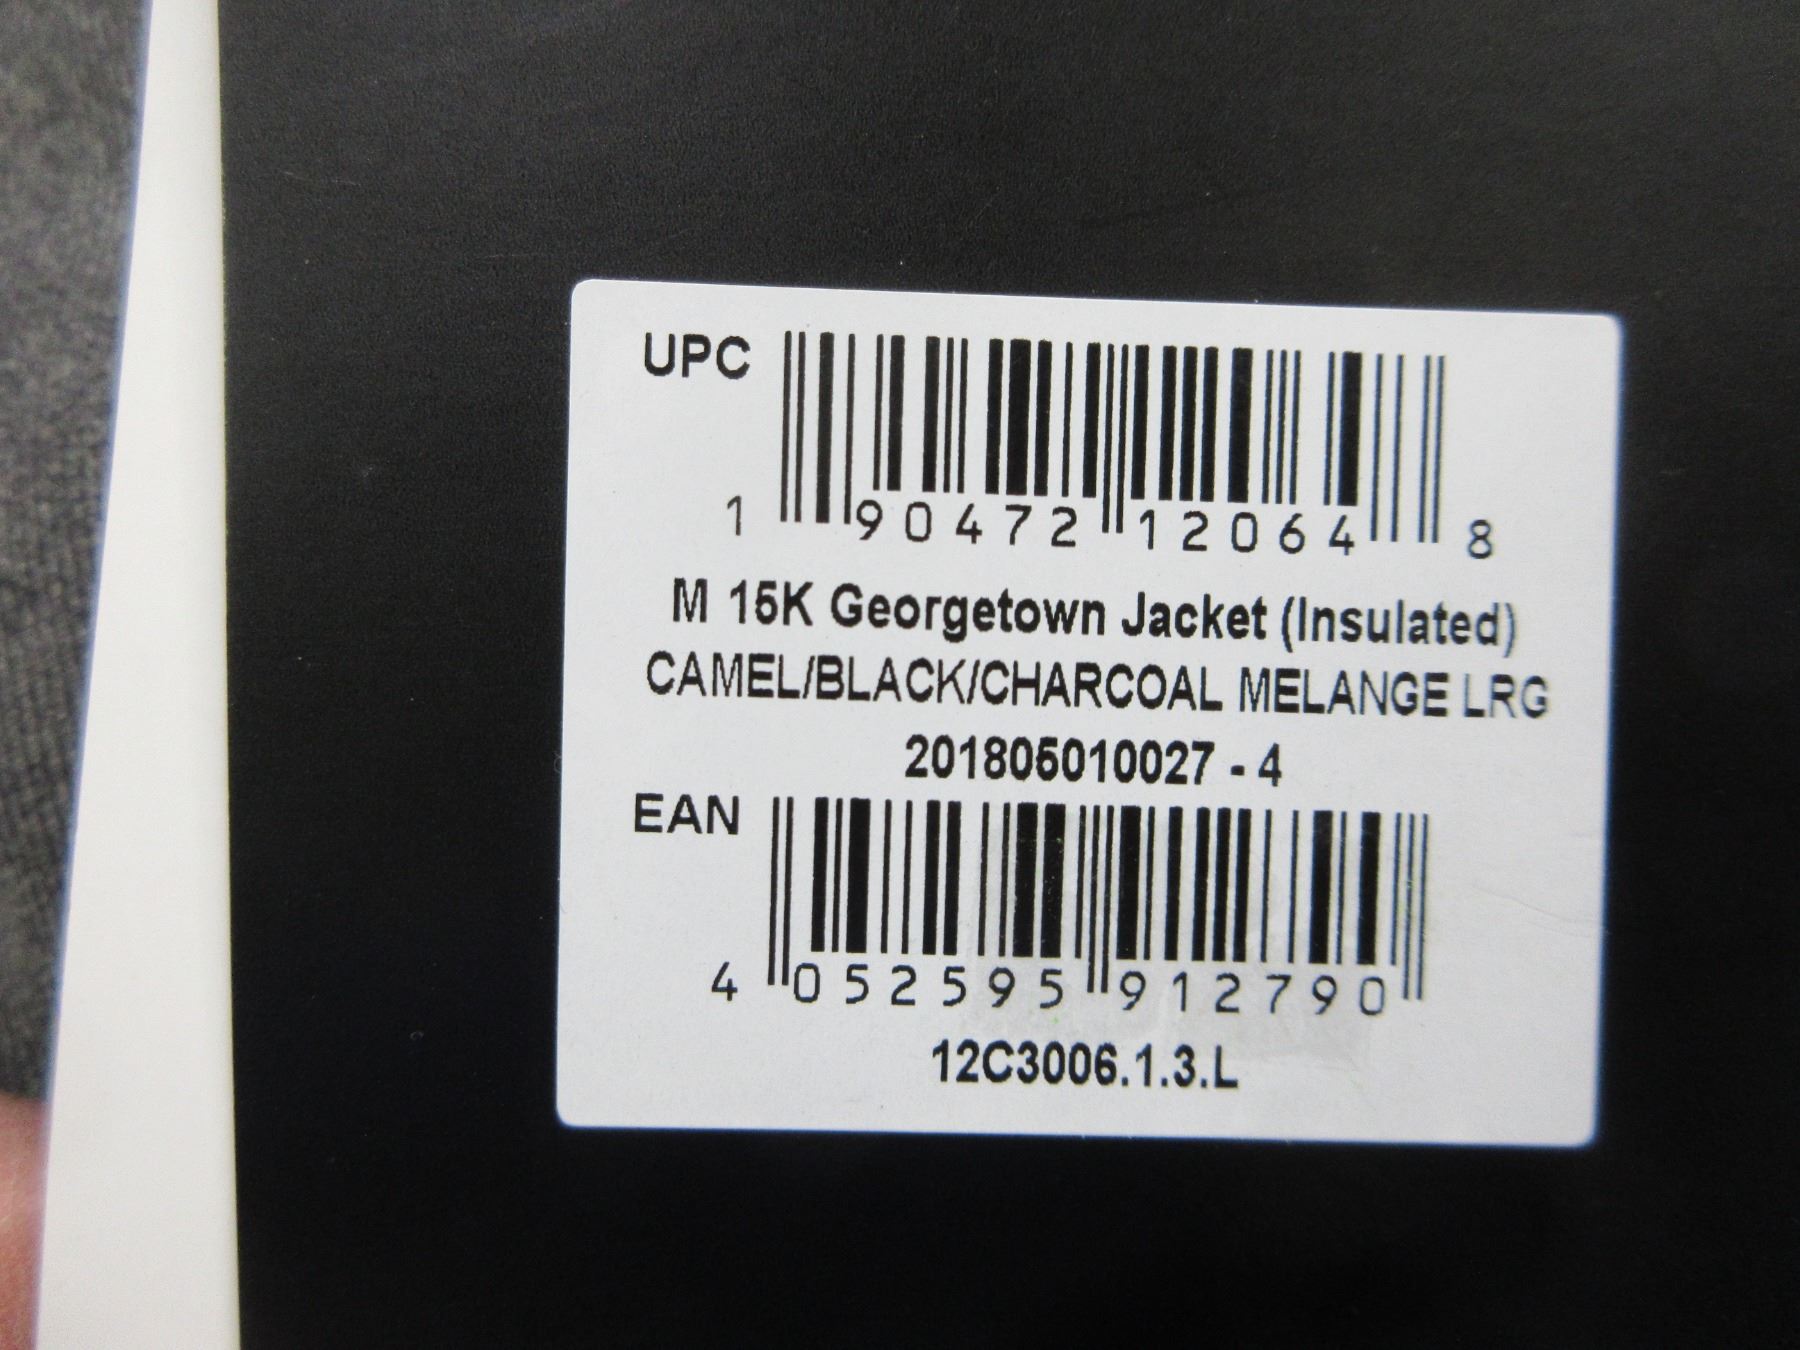 UPC
1 90472 12064 8
M 15K Georgetown Jacket (Insulated)
CAMEL/BLACK/CHARCOAL MELANGE LRG
201805010027 - 4
EAN
4 052595 912790
12C3006.1.3.L